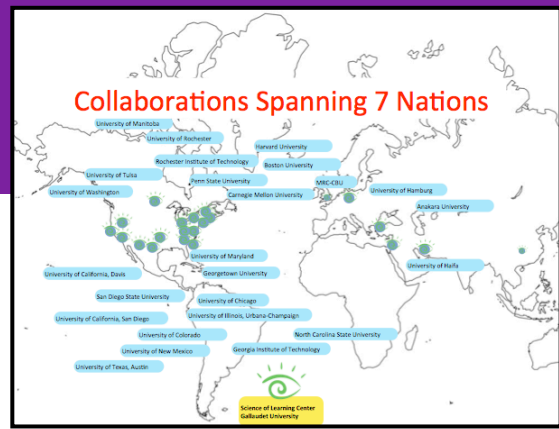 Collaborations Spanning 7 Nations
University of Manitoba
University of Rochester
Harvard University
Rochester Institute of Technology
Boston University
University of Tulsa
Penn State University
MRC-CBU
University of Washington
Carnegie Mellon University
University of Hamburg
Anakara University
University of Maryland
University of Haifa
University of California, Davis
Georgetown University
San Diego State University
University of Chicago
University of California, San Diego
University of Illinois, Urbana-Champaign
University of Colorado
North Carolina State University
University of New Mexico
Georgia Institute of Technology
University of Texas, Austin
Science of Learning Center
Gallaudet University